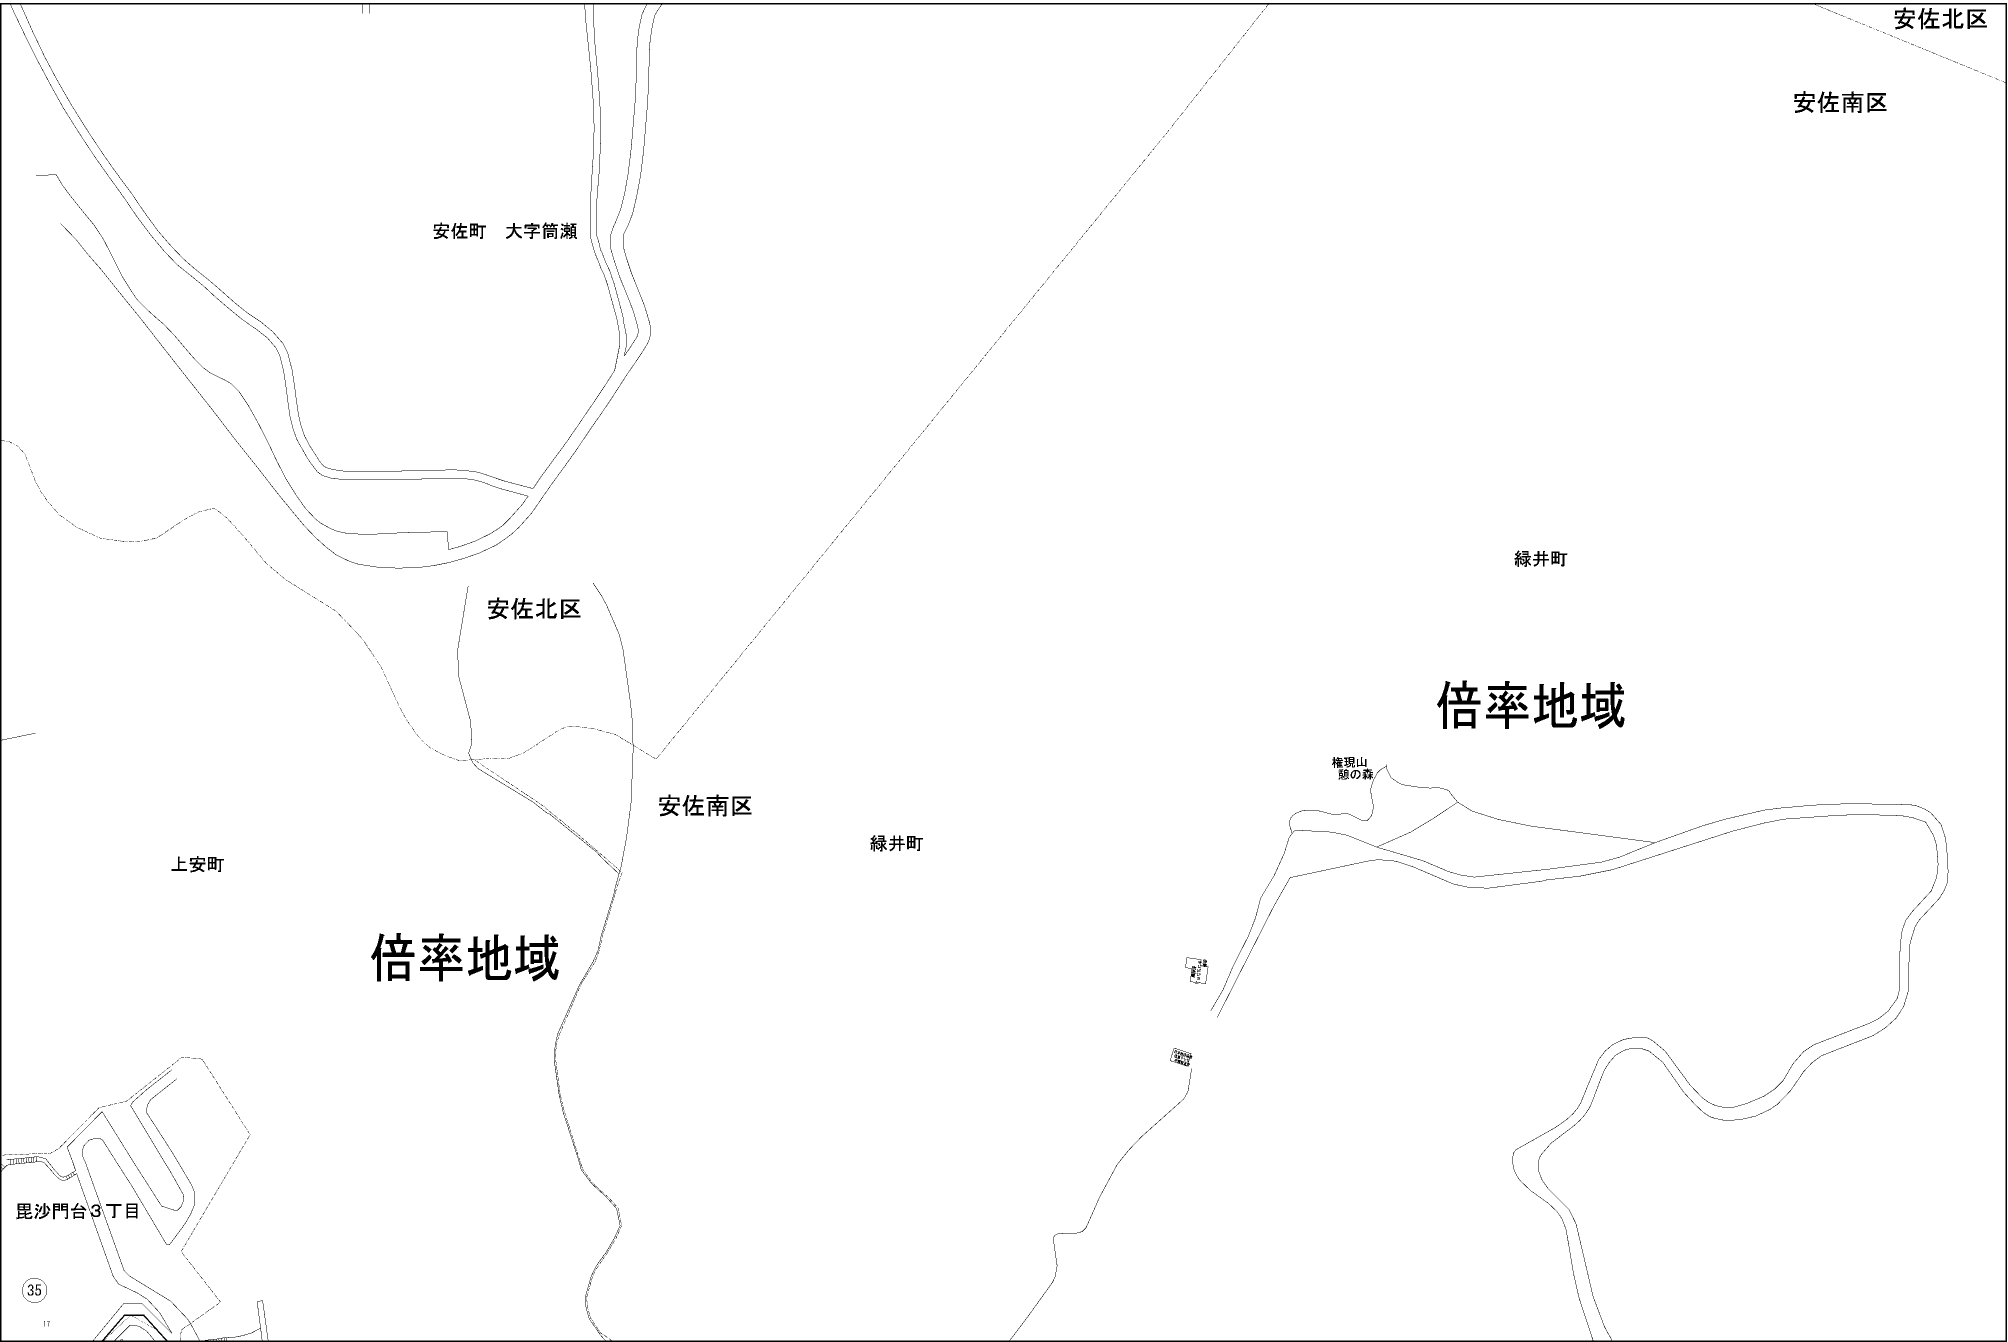 安佐北区
安佐南区
安佐町　大字筒瀬
緑井町
安佐北区
倍率地域
権現山
憩の森
安佐南区
緑井町
上安町
倍率地域
毘沙門台３丁目
35
17